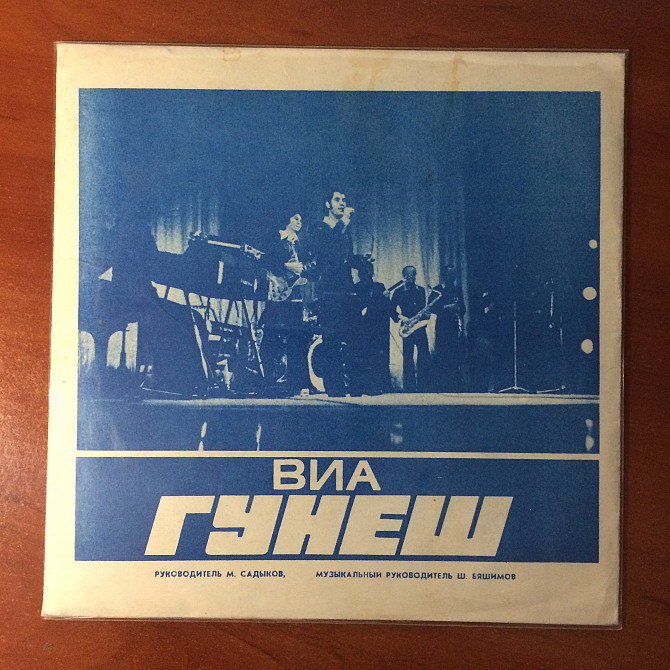 ВИА
ГУНЕШ
РУКОВОДИТЕЛЬ М. САДЫКОВ, МУЗЫКАЛЬНЫЙ РУКОВОДИТЕЛЬ Ш. БЯШИМОВ